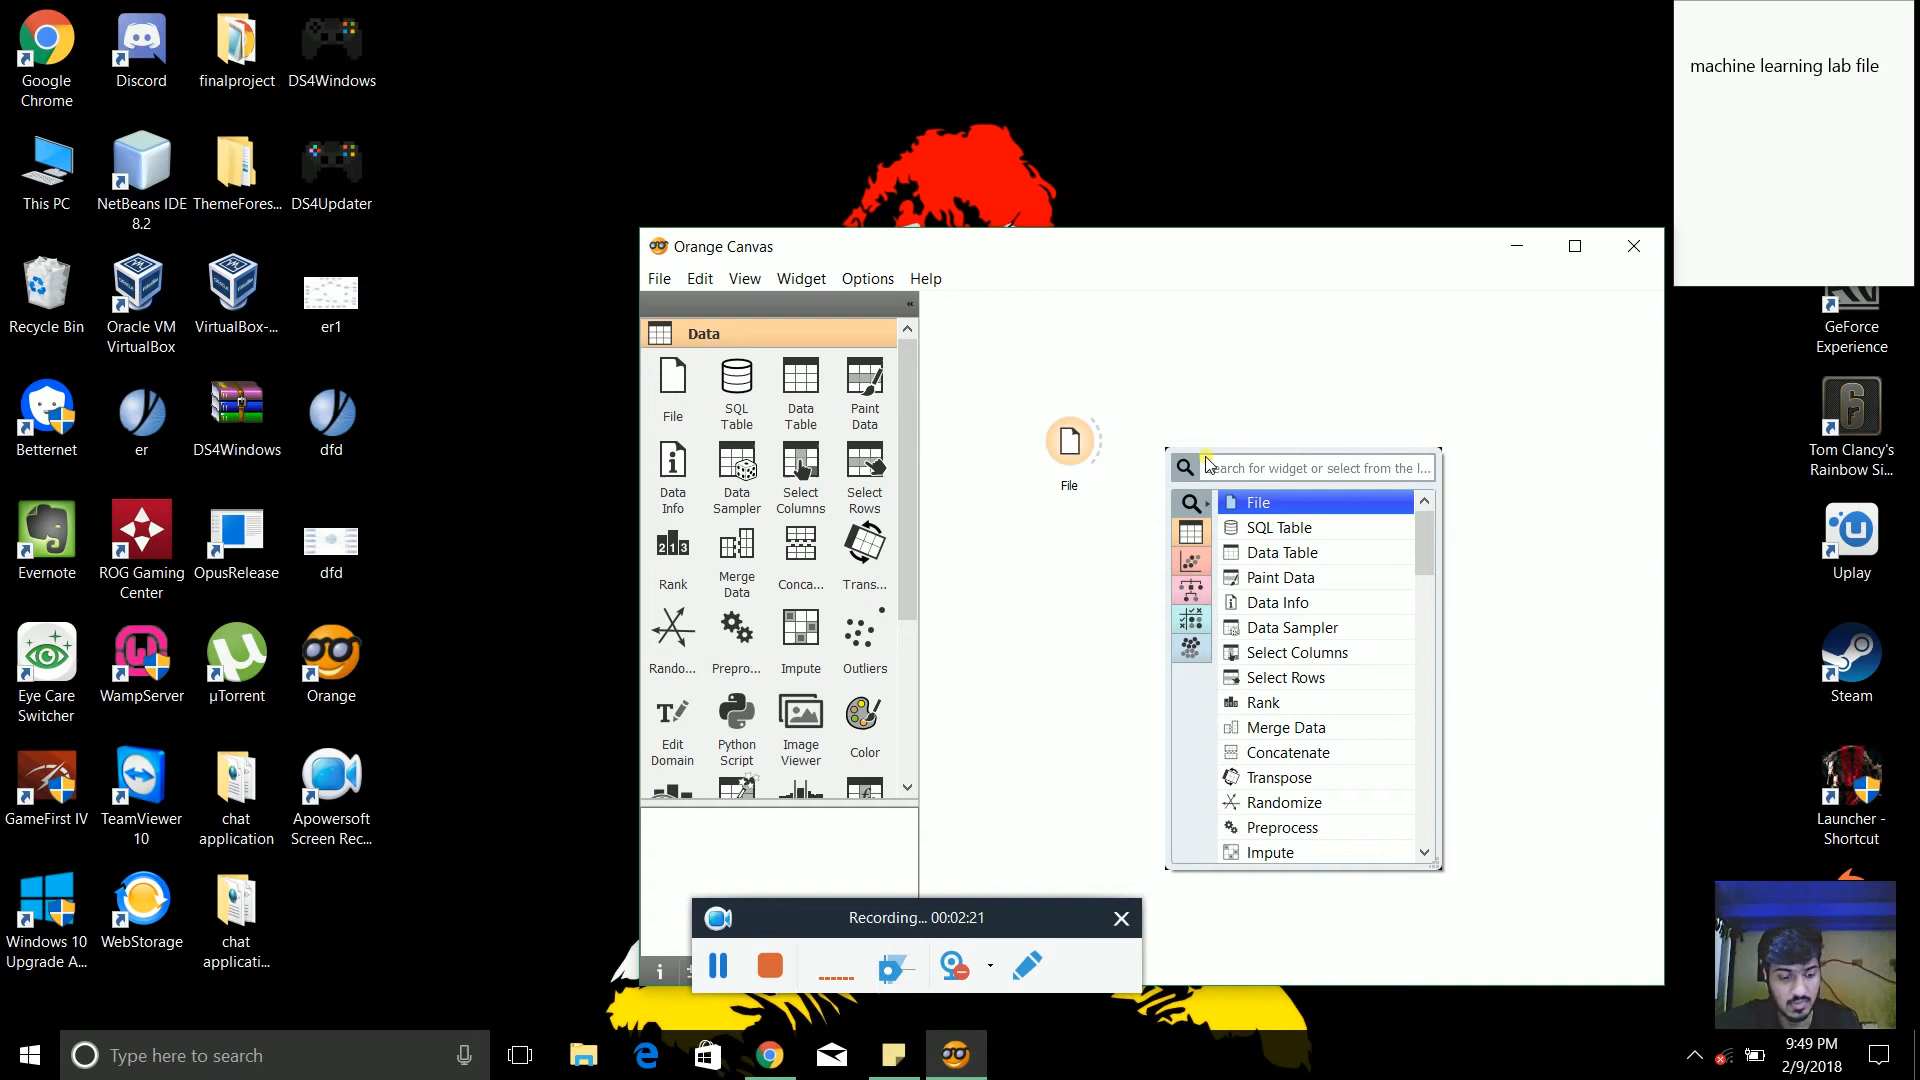 Google
Chrome
Discord
finalproject
DS4Windows
This PC
NetBeans IDE
8.2
ThemeFores...
DS4Updater
Recycle Bin
Oracle VM
VirtualBox
VirtualBox-...
er1
Betternet
er
DS4Windows
dfd
Evernote
ROG Gaming
Center
OpusRelease
dfd
Eye Care
Switcher
WampServer
µTorrent
Orange
GameFirst IV
TeamViewer
10
chat
application
Apowersoft
Screen Rec...
Windows 10
Upgrade A...
WebStorage
chat
applicati...
Orange Canvas
File
Edit
View
Widget
Options
Help
Data
File
SQL
Table
Data
Table
Paint
Data
Data
Info
Data
Sampler
Select
Columns
Select
Rows
Rank
Merge
Data
Conca...
Trans...
Rando...
Prepro...
Impute
Outliers
Edit
Domain
Python
Script
Image
Viewer
Color
File
earch for widget or select from the l...
File
SQL Table
Data Table
Paint Data
Data Info
Data Sampler
Select Columns
Select Rows
Rank
Merge Data
Concatenate
Transpose
Randomize
Preprocess
Impute
Recording... 00:02:21
machine learning lab file
GeForce
Experience
Tom Clancy's
Rainbow Si...
Uplay
Steam
Launcher -
Shortcut
Type here to search
9:49 PM
2/9/2018